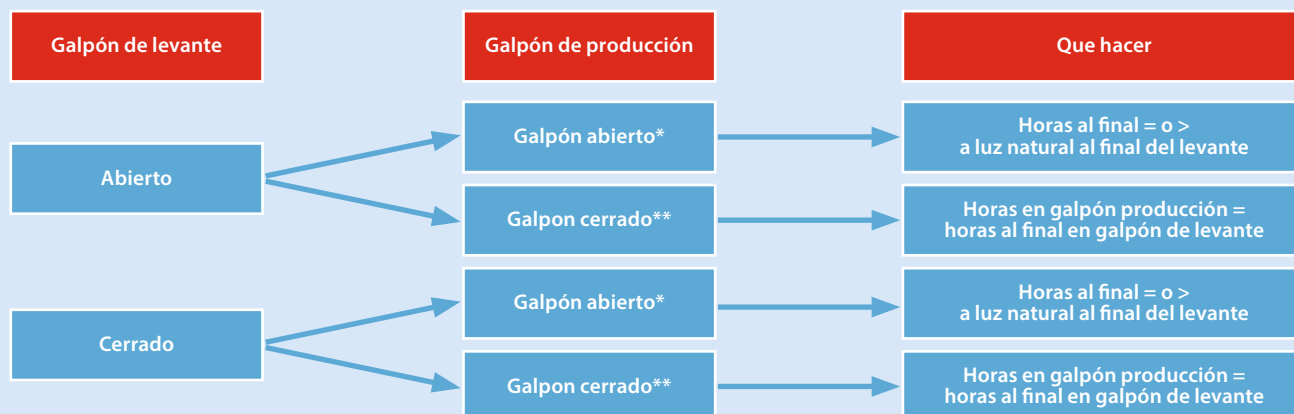 Galpón de levante
Galpón de producción
Que hacer
Abierto
Galpón abierto*
Horas al final = o >
a luz natural al final del levante
Galpon cerrado**
Horas en galpón producción =
horas al final en galpón de levante
Cerrado
Galpón abierto*
Horas al final = o >
a luz natural al final del levante
Galpon cerrado**
Horas en galpón producción =
horas al final en galpón de levante